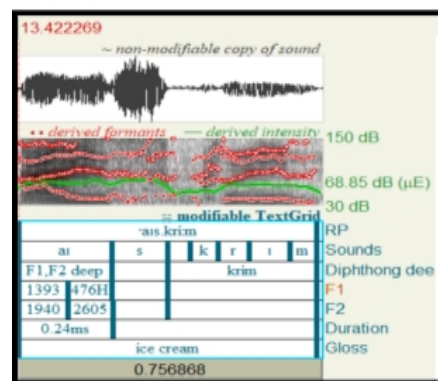 13.422269
~ non-modifiable copy of sound
•• derived formants — derived intensity 150 dB
68.85 dB (µE)
30 dB
:: modifiable TextGrid
ˈaɪs.kriːm RP
aɪ s k r ɪ m Sounds
F1,F2 deep krim Diphthong dee
1393 476H F1
1940 2605 F2
0.24ms Duration
ice cream Gloss
0.756868